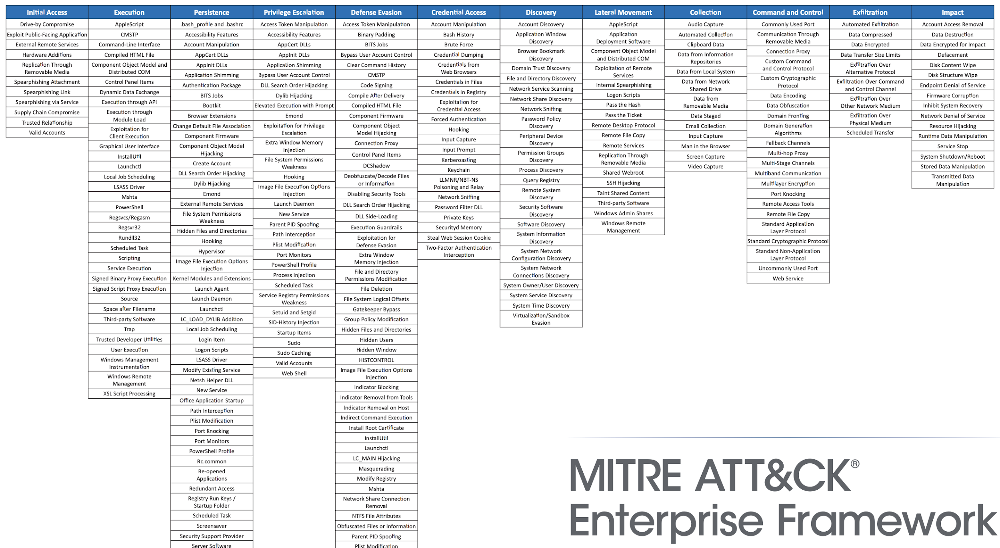 Initial Access
Drive-by Compromise
Exploit Public-Facing Application
External Remote Services
Hardware Additions
Replication Through
Removable Media
Spearphishing Attachment
Spearphishing Link
Spearphishing via Service
Supply Chain Compromise
Trusted Relationship
Valid Accounts
Execution
AppleScript
CMSTP
Command-Line Interface
Compiled HTML File
Component Object Model and
Distributed COM
Control Panel Items
Dynamic Data Exchange
Execution through API
Execution through
Module Load
Exploitation for
Client Execution
Graphical User Interface
InstallUtil
Launchctl
Local Job Scheduling
LSASS Driver
Mshta
PowerShell
Regsvcs/Regasm
Regsvr32
Rundll32
Scheduled Task
Scripting
Service Execution
Signed Binary Proxy Execution
Signed Script Proxy Execution
Source
Space after Filename
Third-party Software
Trap
Trusted Developer Utilities
User Execution
Windows Management
Instrumentation
Windows Remote
Management
XSL Script Processing
Persistence
.bash_profile and .bashrc
Accessibility Features
Account Manipulation
AppCert DLLs
AppInit DLLs
Application Shimming
Authentication Package
BITS Jobs
Bootkit
Browser Extensions
Change Default File Association
Component Firmware
Component Object Model
Hijacking
Create Account
DLL Search Order Hijacking
Dylib Hijacking
Emond
External Remote Services
File System Permissions
Weakness
Hidden Files and Directories
Hooking
Hypervisor
Image File Execution Options
Injection
Kernel Modules and Extensions
Launch Agent
Launch Daemon
Launchctl
LC_LOAD_DYLIB Addition
Local Job Scheduling
Login Item
Logon Scripts
LSASS Driver
Modify Existing Service
Netsh Helper DLL
New Service
Office Application Startup
Path Interception
Plist Modification
Port Knocking
Port Monitors
PowerShell Profile
Rc.common
Re-opened
Applications
Redundant Access
Registry Run Keys /
Startup Folder
Scheduled Task
Screensaver
Security Support Provider
Server Software
Privilege Escalation
Access Token Manipulation
Accessibility Features
AppCert DLLs
AppInit DLLs
Application Shimming
Bypass User Account Control
DLL Search Order Hijacking
Dylib Hijacking
Elevated Execution with Prompt
Emond
Exploitation for Privilege
Escalation
Extra Window Memory
Injection
File System Permissions
Weakness
Hooking
Image File Execution Options
Injection
Launch Daemon
New Service
Parent PID Spoofing
Path Interception
Plist Modification
Port Monitors
PowerShell Profile
Process Injection
Scheduled Task
Service Registry Permissions
Weakness
Setuid and Setgid
SID-History Injection
Startup Items
Sudo
Sudo Caching
Valid Accounts
Web Shell
Defense Evasion
Access Token Manipulation
Binary Padding
BITS Jobs
Bypass User Account Control
Clear Command History
CMSTP
Code Signing
Compile After Delivery
Compiled HTML File
Component Firmware
Component Object
Model Hijacking
Connection Proxy
Control Panel Items
DCShadow
Deobfuscate/Decode Files
or Information
Disabling Security Tools
DLL Search Order Hijacking
DLL Side-Loading
Execution Guardrails
Exploitation for
Defense Evasion
Extra Window
Memory Injection
File and Directory
Permissions Modification
File Deletion
File System Logical Offsets
Gatekeeper Bypass
Group Policy Modification
Hidden Files and Directories
Hidden Users
Hidden Window
HISTCONTROL
Image File Execution Options
Injection
Indicator Blocking
Indicator Removal from Tools
Indicator Removal on Host
Indirect Command Execution
Install Root Certificate
InstallUtil
Launchctl
LC_MAIN Hijacking
Masquerading
Modify Registry
Mshta
Network Share Connection
Removal
NTFS File Attributes
Obfuscated Files or Information
Parent PID Spoofing
Plist Modification
Credential Access
Account Manipulation
Bash History
Brute Force
Credential Dumping
Credentials from
Web Browsers
Credentials in Files
Credentials in Registry
Exploitation for
Credential Access
Forced Authentication
Hooking
Input Capture
Input Prompt
Kerberoasting
Keychain
LLMNR/NBT-NS
Poisoning and Relay
Network Sniffing
Password Filter DLL
Private Keys
Securityd Memory
Steal Web Session Cookie
Two-Factor Authentication
Interception
Discovery
Account Discovery
Application Window
Discovery
Browser Bookmark
Discovery
Domain Trust Discovery
File and Directory Discovery
Network Service Scanning
Network Share Discovery
Network Sniffing
Password Policy
Discovery
Peripheral Device
Discovery
Permission Groups
Discovery
Process Discovery
Query Registry
Remote System
Discovery
Security Software
Discovery
Software Discovery
System Information
Discovery
System Network
Configuration Discovery
System Network
Connections Discovery
System Owner/User Discovery
System Service Discovery
System Time Discovery
Virtualization/Sandbox
Evasion
Lateral Movement
AppleScript
Application
Deployment Software
Component Object Model
and Distributed COM
Exploitation of Remote
Services
Internal Spearphishing
Logon Scripts
Pass the Hash
Pass the Ticket
Remote Desktop Protocol
Remote File Copy
Remote Services
Replication Through
Removable Media
Shared Webroot
SSH Hijacking
Taint Shared Content
Third-party Software
Windows Admin Shares
Windows Remote
Management
Collection
Audio Capture
Automated Collection
Clipboard Data
Data from Information
Repositories
Data from Local System
Data from Network
Shared Drive
Data from
Removable Media
Data Staged
Email Collection
Input Capture
Man in the Browser
Screen Capture
Video Capture
Command and Control
Commonly Used Port
Communication Through
Removable Media
Connection Proxy
Custom Command
and Control Protocol
Custom Cryptographic
Protocol
Data Encoding
Data Obfuscation
Domain Fronting
Domain Generation
Algorithms
Fallback Channels
Multi-hop Proxy
Multi-Stage Channels
Multiband Communication
Multilayer Encryption
Port Knocking
Remote Access Tools
Remote File Copy
Standard Application
Layer Protocol
Standard Cryptographic Protocol
Standard Non-Application
Layer Protocol
Uncommonly Used Port
Web Service
Exfiltration
Automated Exfiltration
Data Compressed
Data Encrypted
Data Transfer Size Limits
Exfiltration Over
Alternative Protocol
Exfiltration Over Command
and Control Channel
Exfiltration Over
Other Network Medium
Exfiltration Over
Physical Medium
Scheduled Transfer
Impact
Account Access Removal
Data Destruction
Data Encrypted for Impact
Defacement
Disk Content Wipe
Disk Structure Wipe
Endpoint Denial of Service
Firmware Corruption
Inhibit System Recovery
Network Denial of Service
Resource Hijacking
Runtime Data Manipulation
Service Stop
System Shutdown/Reboot
Stored Data Manipulation
Transmitted Data
Manipulation
MITRE ATT&CK®
Enterprise Framework